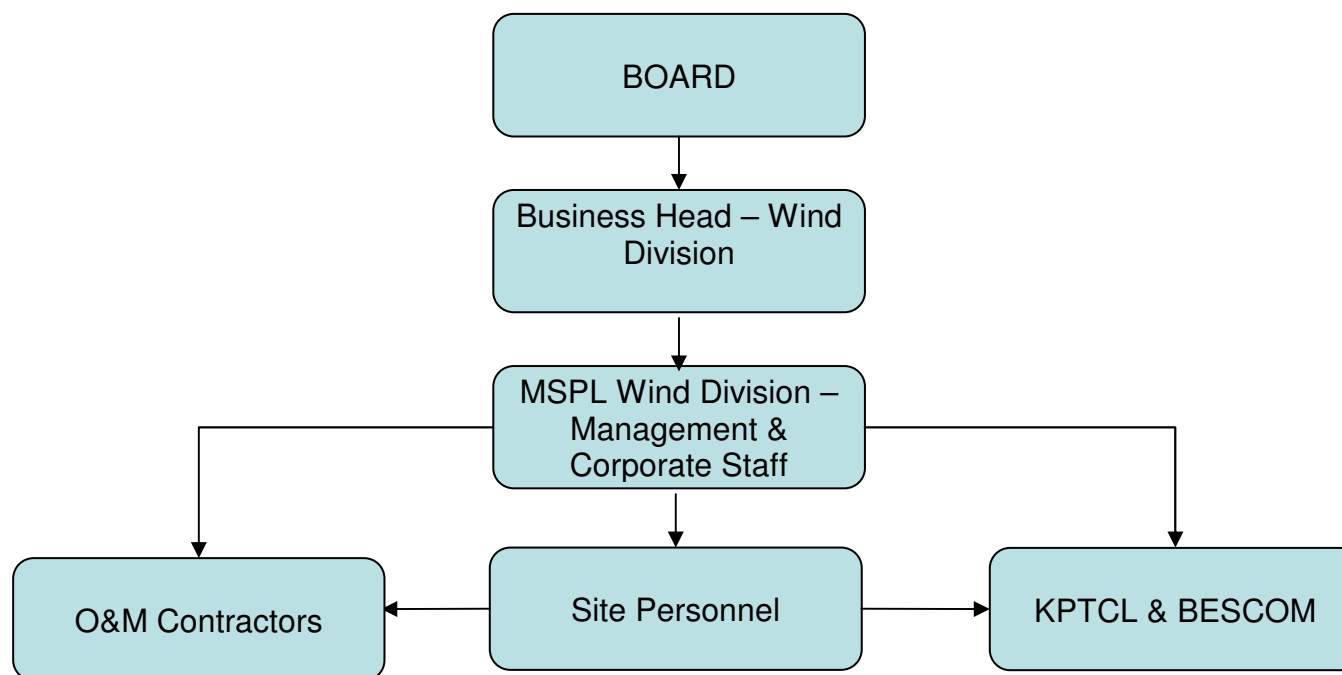 BOARD
Business Head – Wind
Division
MSPL Wind Division –
Management &
Corporate Staff
O&M Contractors
Site Personnel
KPTCL & BESCOM